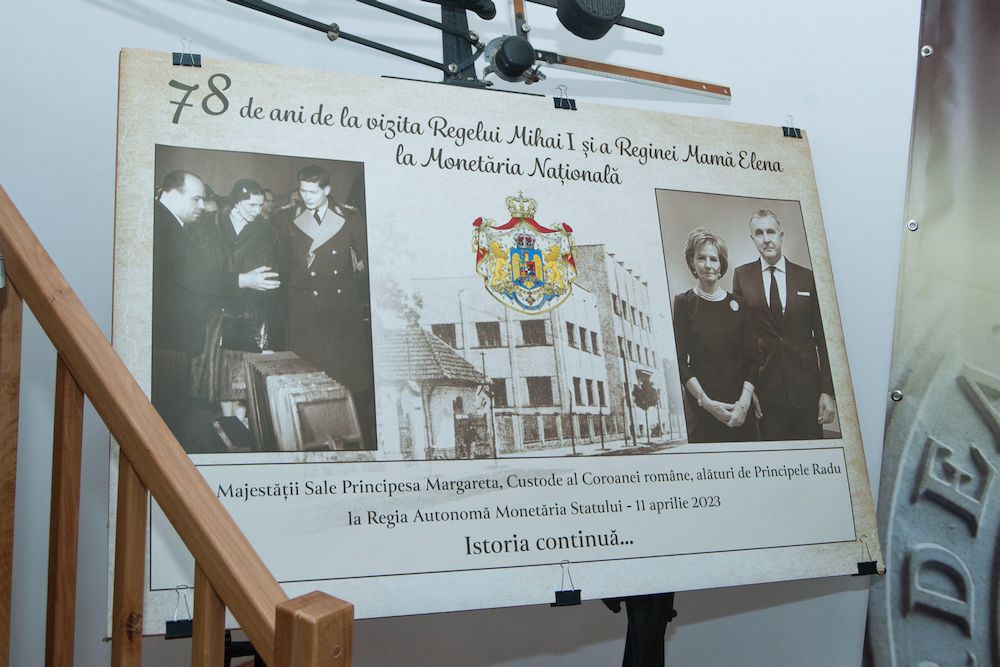 78 de ani de la vizita Regelui Mihai I și a Reginei Mamă Elena
la Monetăria Națională
Majestății Sale Principesa Margareta, Custode al Coroanei române, alături de Principele Radu
la Regia Autonomă Monetăria Statului - 11 aprilie 2023
Istoria continuă...
DEA